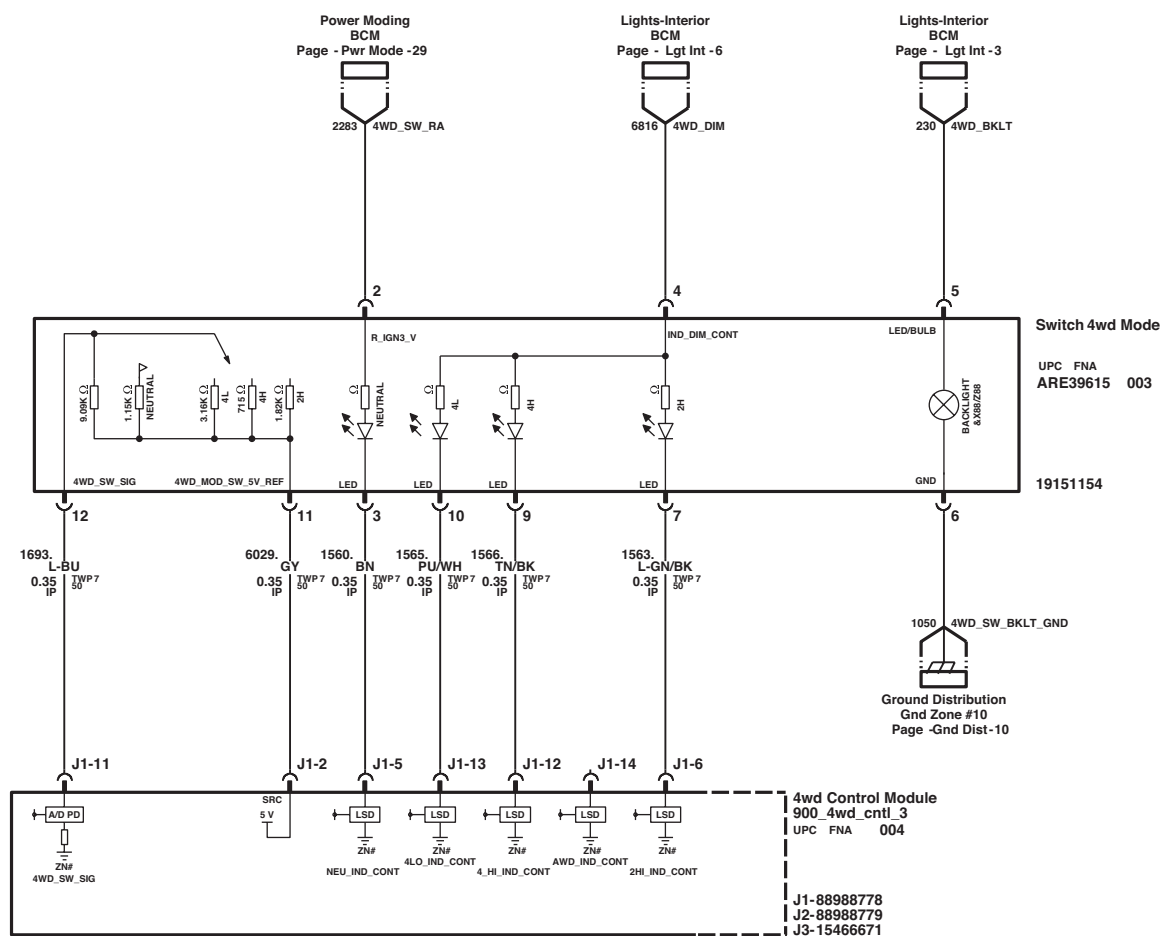 Power Moding
BCM
Page - Pwr Mode -29
Lights-Interior
BCM
Page - Lgt Int -6
Lights-Interior
BCM
Page - Lgt Int -3
2283 4WD_SW_RA
6816 4WD_DIM
230 4WD_BKLT
2
4
5
R_IGN3_V
IND_DIM_CONT
LED/BULB
Switch 4wd Mode
UPC FNA
ARE39615 003
19151154
9.09K Ω
1.15K Ω
NEUTRAL
3.16K Ω
4L
715 Ω
4H
1.82K Ω
2H
Ω
NEUTRAL
Ω
4L
Ω
4H
Ω
2H
BACKLIGHT
&X88/Z88
4WD_SW_SIG
4WD_MOD_SW_5V_REF
LED
LED
LED
LED
GND
12
11
3
10
9
7
6
1693.
L-BU
0.35 TWP 7
IP 50
6029.
GY
0.35 TWP 7
IP 50
1560.
BN
0.35 TWP 7
IP 50
1565.
PU/WH
0.35 TWP 7
IP 50
1566.
TN/BK
0.35 TWP 7
IP 50
1563.
L-GN/BK
0.35 TWP 7
IP 50
1050 4WD_SW_BKLT_GND
Ground Distribution
Gnd Zone #10
Page -Gnd Dist-10
J1-11
J1-2
J1-5
J1-13
J1-12
J1-14
J1-6
A/D PD
ZN#
4WD_SW_SIG
SRC
5 V
LSD
ZN#
NEU_IND_CONT
LSD
ZN#
4LO_IND_CONT
LSD
ZN#
4_HI_IND_CONT
LSD
ZN#
AWD_IND_CONT
LSD
ZN#
2HI_IND_CONT
4wd Control Module
900_4wd_cntl_3
UPC FNA 004
J1-88988778
J2-88988779
J3-15466671